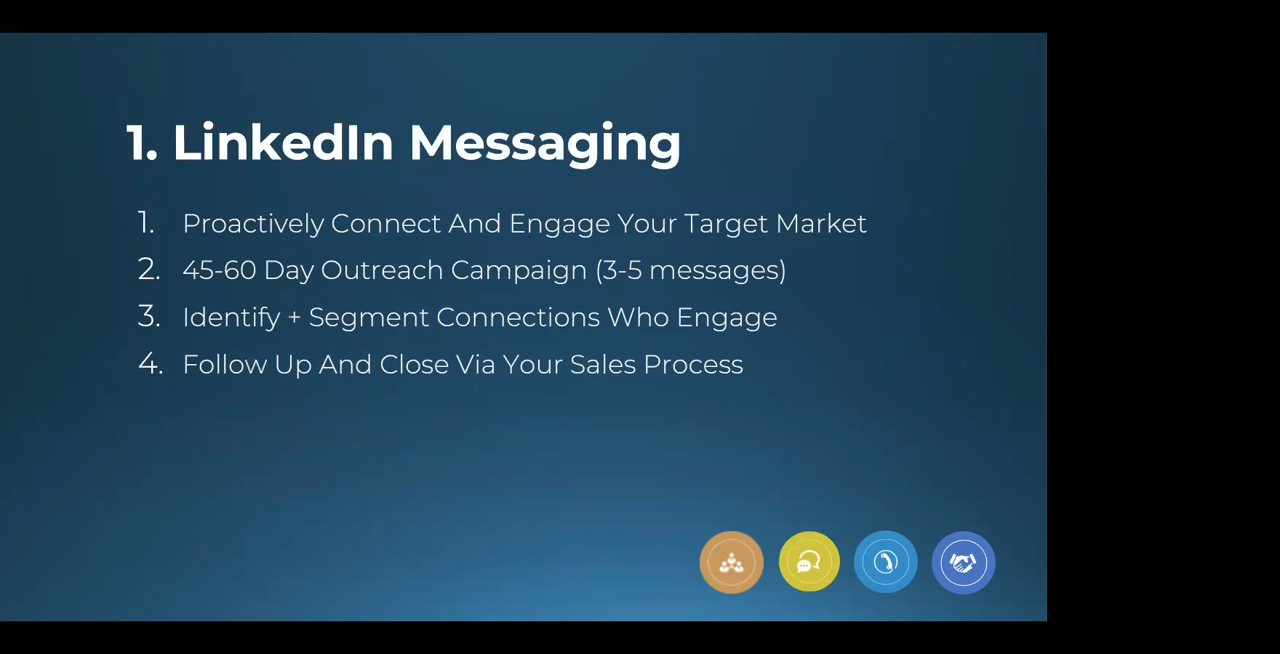 1. LinkedIn Messaging
1. Proactively Connect And Engage Your Target Market
2. 45-60 Day Outreach Campaign (3-5 messages)
3. Identify + Segment Connections Who Engage
4. Follow Up And Close Via Your Sales Process